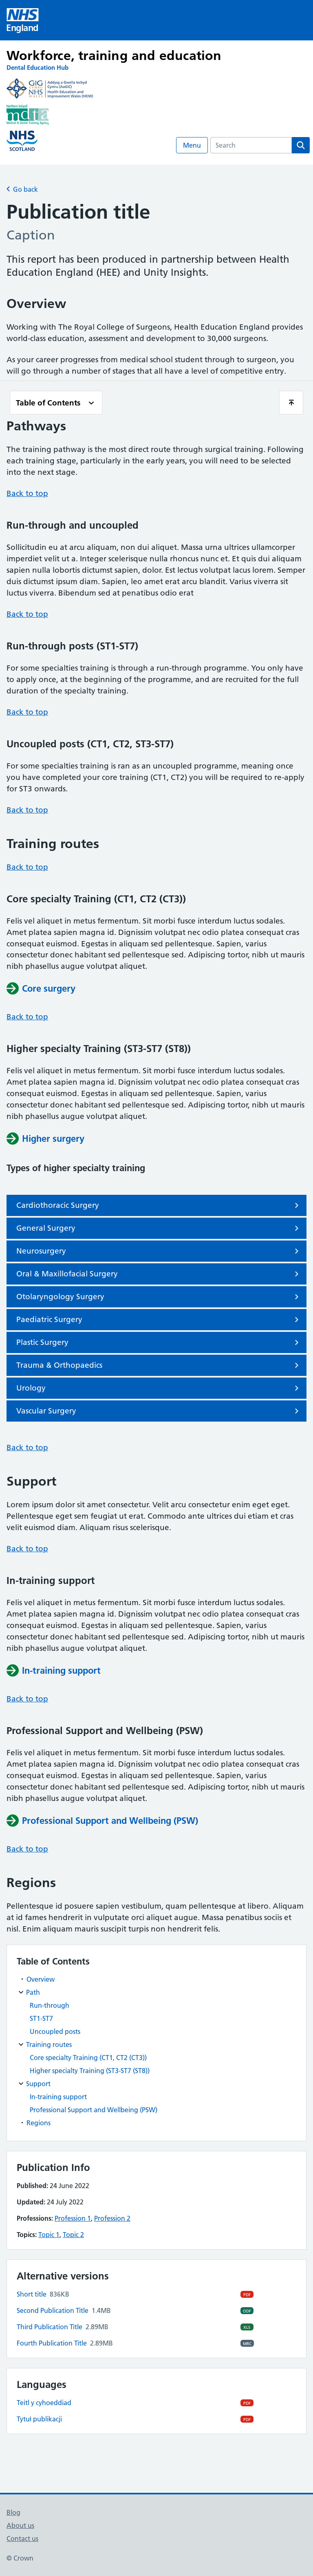 NHS
England
Workforce, training and education
Dental Education Hub
GIG
CYMRU
NHS
WALES
Addysg a Gwella Iechyd
Cymru (AaGIC)
Health Education and
Improvement Wales (HEIW)
mdta
NHS
SCOTLAND
Menu
Search
Go back
Publication title
Caption
This report has been produced in partnership between Health
Education England (HEE) and Unity Insights.
Overview
Working with The Royal College of Surgeons, Health Education England provides
world-class education, assessment and development to 30,000 surgeons.
As your career progresses from medical school student through to surgeon, you
will go through a number of stages that all have a level of competitive entry.
Table of Contents
Pathways
The training pathway is the most direct route through surgical training. Following
each training stage, particularly in the early years, you will need to be selected
into the next stage.
Back to top
Run-through and uncoupled
Sollicitudin eu at arcu aliquam, non dui aliquet. Massa urna ultrices ullamcorper
imperdiet velit ut a. Integer scelerisque nulla rhoncus nunc et. Et quis dui, sapien
aliquam nulla lobortis dictumst sapien, dolor. Est lectus volutpat lacus lorem. Semper
duis dictumst ipsum diam. Sapien, leo amet erat arcu blandit. Varius viverra sit
luctus viverra. Bibendum sed at penatibus odio erat
Back to top
Run-through posts (ST1-ST7)
For some specialties training is through a run-through programme. You only have
to apply once, at the beginning of the programme, and are recruited for the full
duration of the specialty training.
Back to top
Uncoupled posts (CT1, CT2, ST3-ST7)
For some specialties training is ran as an uncoupled programme, meaning once
you have completed your core training (CT1, CT2) you will be required to re-apply
for ST3 onwards.
Back to top
Training routes
Back to top
Core specialty Training (CT1, CT2 (CT3))
Felis vel aliquet in metus fermentum. Sit morbi fusce interdum luctus sodales.
Amet platea sapien magna id. Dignissim volutpat nec odio platea consequat cras
consequat euismod. Egestas in aliquam sed pellentesque. Sapien, varius
consectetur donec habitant orci sed pellentesque sed. Adipiscing tortor, nibh ut mauris
nibh phasellus augue volutpat aliquet.
Core surgery
Back to top
Higher specialty Training (ST3-ST7 (ST8))
Felis vel aliquet in metus fermentum. Sit morbi fusce interdum luctus sodales.
Amet platea sapien magna id. Dignissim volutpat nec odio platea consequat cras
consequat euismod. Egestas in aliquam sed pellentesque. Sapien, varius
consectetur donec habitant orci sed pellentesque sed. Adipiscing tortor, nibh ut mauris
nibh phasellus augue volutpat aliquet.
Higher surgery
Types of higher specialty training
Cardiothoracic Surgery
General Surgery
Neurosurgery
Oral & Maxillofacial Surgery
Otolaryngology Surgery
Paediatric Surgery
Plastic Surgery
Trauma & Orthopaedics
Urology
Vascular Surgery
Back to top
Support
Lorem ipsum dolor sit amet consectetur. Velit arcu consectetur enim eget eget.
Pellentesque eget sem feugiat ut erat. Commodo ante ultrices dui etiam et cras
velit euismod diam. Aliquam risus scelerisque.
Back to top
In-training support
Felis vel aliquet in metus fermentum. Sit morbi fusce interdum luctus sodales.
Amet platea sapien magna id. Dignissim volutpat nec odio platea consequat cras
consequat euismod. Egestas in aliquam sed pellentesque. Sapien, varius
consectetur donec habitant orci sed pellentesque sed. Adipiscing tortor, nibh ut mauris
nibh phasellus augue volutpat aliquet.
In-training support
Back to top
Professional Support and Wellbeing (PSW)
Felis vel aliquet in metus fermentum. Sit morbi fusce interdum luctus sodales.
Amet platea sapien magna id. Dignissim volutpat nec odio platea consequat cras
consequat euismod. Egestas in aliquam sed pellentesque. Sapien, varius
consectetur donec habitant orci sed pellentesque sed. Adipiscing tortor, nibh ut mauris
nibh phasellus augue volutpat aliquet.
Professional Support and Wellbeing (PSW)
Back to top
Regions
Pellentesque id posuere sapien vestibulum, quam pellentesque at libero. Aliquam
at id fames hendrerit in vulputate orci aliquet augue. Massa penatibus sociis et
nisl. Enim aliquam mauris suscipit turpis non hendrerit felis.
Table of Contents
Overview
Path
Run-through
ST1-ST7
Uncoupled posts
Training routes
Core specialty Training (CT1, CT2 (CT3))
Higher specialty Training (ST3-ST7 (ST8))
Support
In-training support
Professional Support and Wellbeing (PSW)
Regions
Publication Info
Published: 24 June 2022
Updated: 24 July 2022
Professions: Profession 1, Profession 2
Topics: Topic 1, Topic 2
Alternative versions
Short title 836KB PDF
Second Publication Title 1.4MB ODF
Third Publication Title 2.89MB XLS
Fourth Publication Title 2.89MB MISC
Languages
Teitl y cyhoeddiad PDF
Tytuł publikacji PDF
Blog
About us
Contact us
© Crown